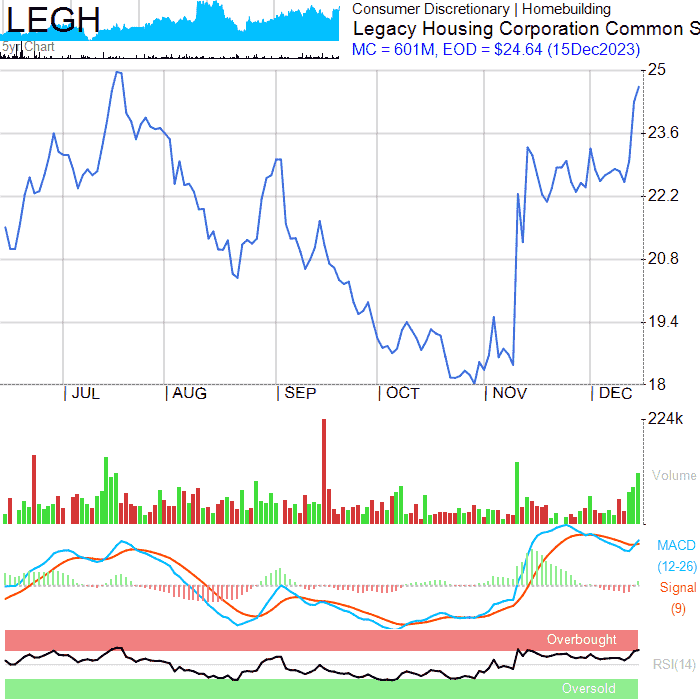 LEGH
5yr Chart
Consumer Discretionary | Homebuilding
Legacy Housing Corporation Common S
MC = 601M, EOD = $24.64 (15Dec2023)
25
23.6
22.2
20.8
19.4
18
JUL AUG SEP OCT NOV DEC
224k
Volume
MACD
(12-26)
Signal
(9)
Overbought
RSI(14)
Oversold